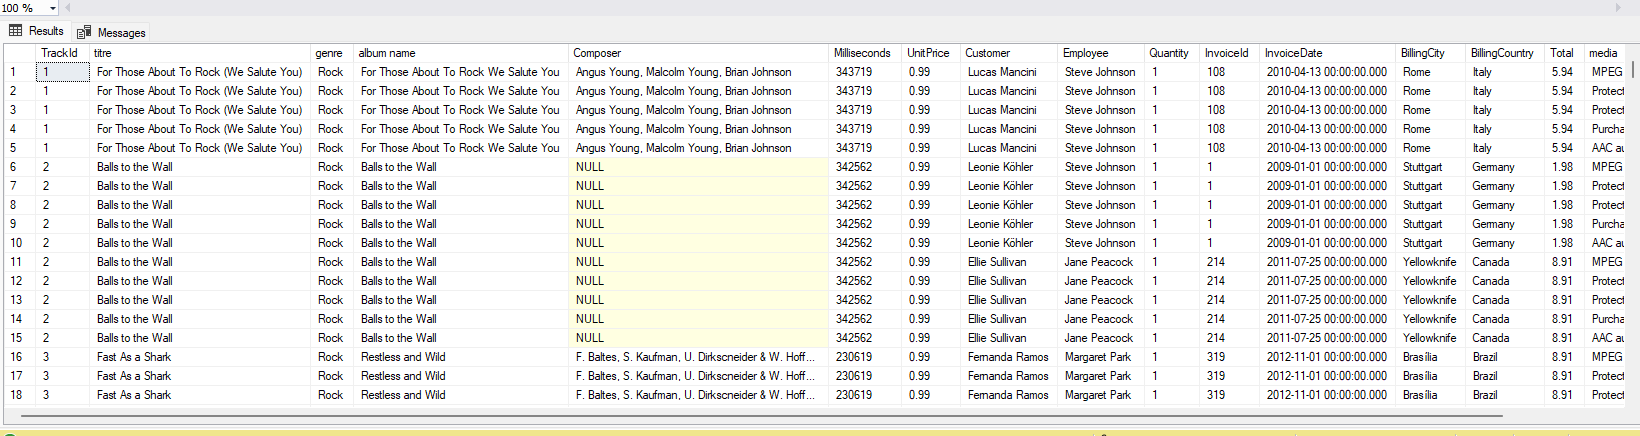 100 %
Results Messages
TrackId titre genre album name Composer Milliseconds UnitPrice Customer Employee Quantity InvoiceId InvoiceDate BillingCity BillingCountry Total media
1 1 For Those About To Rock (We Salute You) Rock For Those About To Rock We Salute You Angus Young, Malcolm Young, Brian Johnson 343719 0.99 Lucas Mancini Steve Johnson 1 108 2010-04-13 00:00:00.000 Rome Italy 5.94 MPEG
2 1 For Those About To Rock (We Salute You) Rock For Those About To Rock We Salute You Angus Young, Malcolm Young, Brian Johnson 343719 0.99 Lucas Mancini Steve Johnson 1 108 2010-04-13 00:00:00.000 Rome Italy 5.94 Protect
3 1 For Those About To Rock (We Salute You) Rock For Those About To Rock We Salute You Angus Young, Malcolm Young, Brian Johnson 343719 0.99 Lucas Mancini Steve Johnson 1 108 2010-04-13 00:00:00.000 Rome Italy 5.94 Protect
4 1 For Those About To Rock (We Salute You) Rock For Those About To Rock We Salute You Angus Young, Malcolm Young, Brian Johnson 343719 0.99 Lucas Mancini Steve Johnson 1 108 2010-04-13 00:00:00.000 Rome Italy 5.94 Purcha
5 1 For Those About To Rock (We Salute You) Rock For Those About To Rock We Salute You Angus Young, Malcolm Young, Brian Johnson 343719 0.99 Lucas Mancini Steve Johnson 1 108 2010-04-13 00:00:00.000 Rome Italy 5.94 AAC au
6 2 Balls to the Wall Rock Balls to the Wall NULL 342562 0.99 Leonie Köhler Steve Johnson 1 1 2009-01-01 00:00:00.000 Stuttgart Germany 1.98 MPEG
7 2 Balls to the Wall Rock Balls to the Wall NULL 342562 0.99 Leonie Köhler Steve Johnson 1 1 2009-01-01 00:00:00.000 Stuttgart Germany 1.98 Protect
8 2 Balls to the Wall Rock Balls to the Wall NULL 342562 0.99 Leonie Köhler Steve Johnson 1 1 2009-01-01 00:00:00.000 Stuttgart Germany 1.98 Protect
9 2 Balls to the Wall Rock Balls to the Wall NULL 342562 0.99 Leonie Köhler Steve Johnson 1 1 2009-01-01 00:00:00.000 Stuttgart Germany 1.98 Purcha
10 2 Balls to the Wall Rock Balls to the Wall NULL 342562 0.99 Leonie Köhler Steve Johnson 1 1 2009-01-01 00:00:00.000 Stuttgart Germany 1.98 AAC au
11 2 Balls to the Wall Rock Balls to the Wall NULL 342562 0.99 Ellie Sullivan Jane Peacock 1 214 2011-07-25 00:00:00.000 Yellowknife Canada 8.91 MPEG
12 2 Balls to the Wall Rock Balls to the Wall NULL 342562 0.99 Ellie Sullivan Jane Peacock 1 214 2011-07-25 00:00:00.000 Yellowknife Canada 8.91 Protect
13 2 Balls to the Wall Rock Balls to the Wall NULL 342562 0.99 Ellie Sullivan Jane Peacock 1 214 2011-07-25 00:00:00.000 Yellowknife Canada 8.91 Protect
14 2 Balls to the Wall Rock Balls to the Wall NULL 342562 0.99 Ellie Sullivan Jane Peacock 1 214 2011-07-25 00:00:00.000 Yellowknife Canada 8.91 Purcha
15 2 Balls to the Wall Rock Balls to the Wall NULL 342562 0.99 Ellie Sullivan Jane Peacock 1 214 2011-07-25 00:00:00.000 Yellowknife Canada 8.91 AAC au
16 3 Fast As a Shark Rock Restless and Wild F. Baltes, S. Kaufman, U. Dirkscneider & W. Hoff... 230619 0.99 Fernanda Ramos Margaret Park 1 319 2012-11-01 00:00:00.000 Brasília Brazil 8.91 MPEG
17 3 Fast As a Shark Rock Restless and Wild F. Baltes, S. Kaufman, U. Dirkscneider & W. Hoff... 230619 0.99 Fernanda Ramos Margaret Park 1 319 2012-11-01 00:00:00.000 Brasília Brazil 8.91 Protect
18 3 Fast As a Shark Rock Restless and Wild F. Baltes, S. Kaufman, U. Dirkscneider & W. Hoff... 230619 0.99 Fernanda Ramos Margaret Park 1 319 2012-11-01 00:00:00.000 Brasília Brazil 8.91 Protect